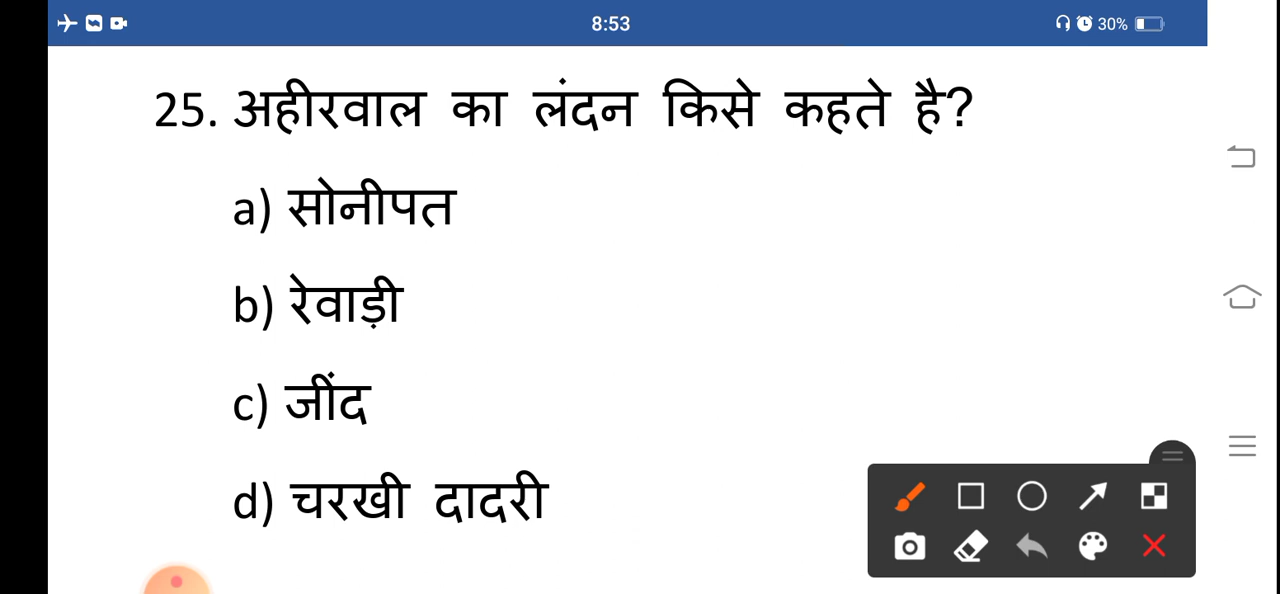 8:53
30%
25. अहीरवाल का लंदन किसे कहते है?
a) सोनीपत
b) रेवाड़ी
c) जींद
d) चरखी दादरी